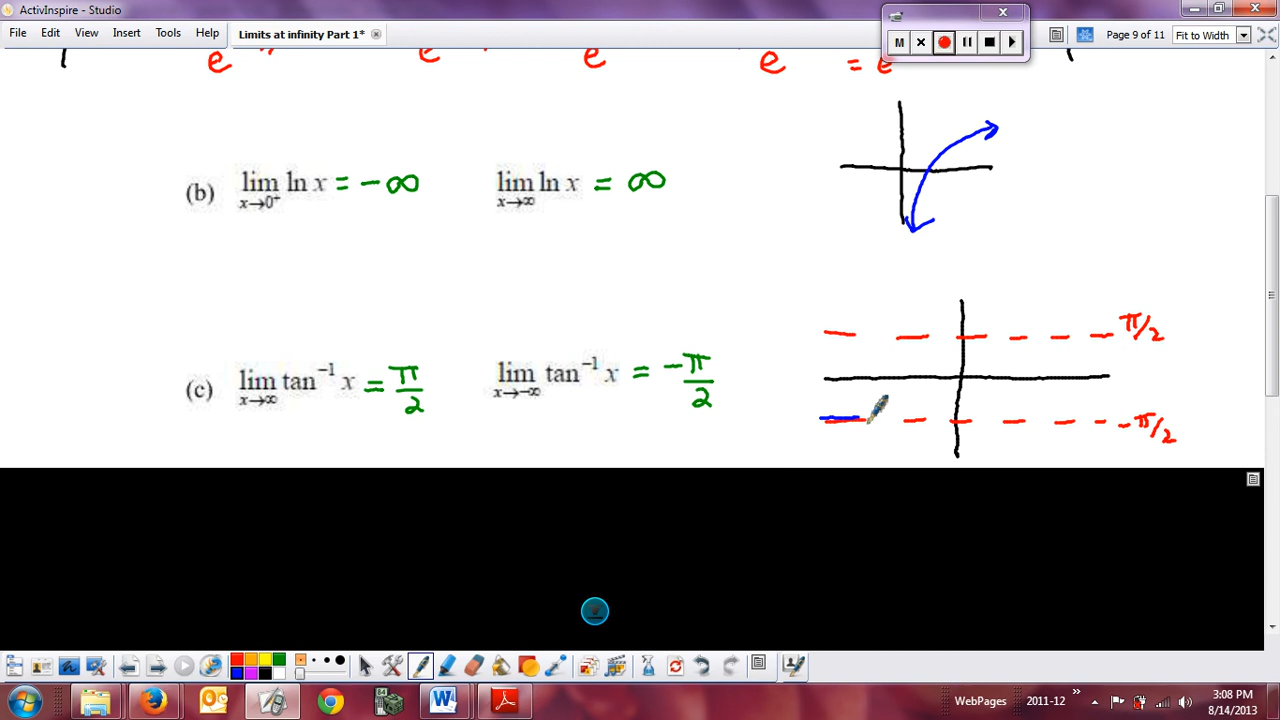 ActivInspire - Studio
File Edit View Insert Tools Help
Limits at infinity Part 1*
M
Page 9 of 11
Fit to Width
e e e e = e
(b) lim x→0⁺ ln x = -∞ lim x→∞ ln x = ∞
π/2
(c) lim x→∞ tan⁻¹ x = π/2 lim x→-∞ tan⁻¹ x = -π/2
-π/2
WebPages
2011-12
3:08 PM
8/14/2013